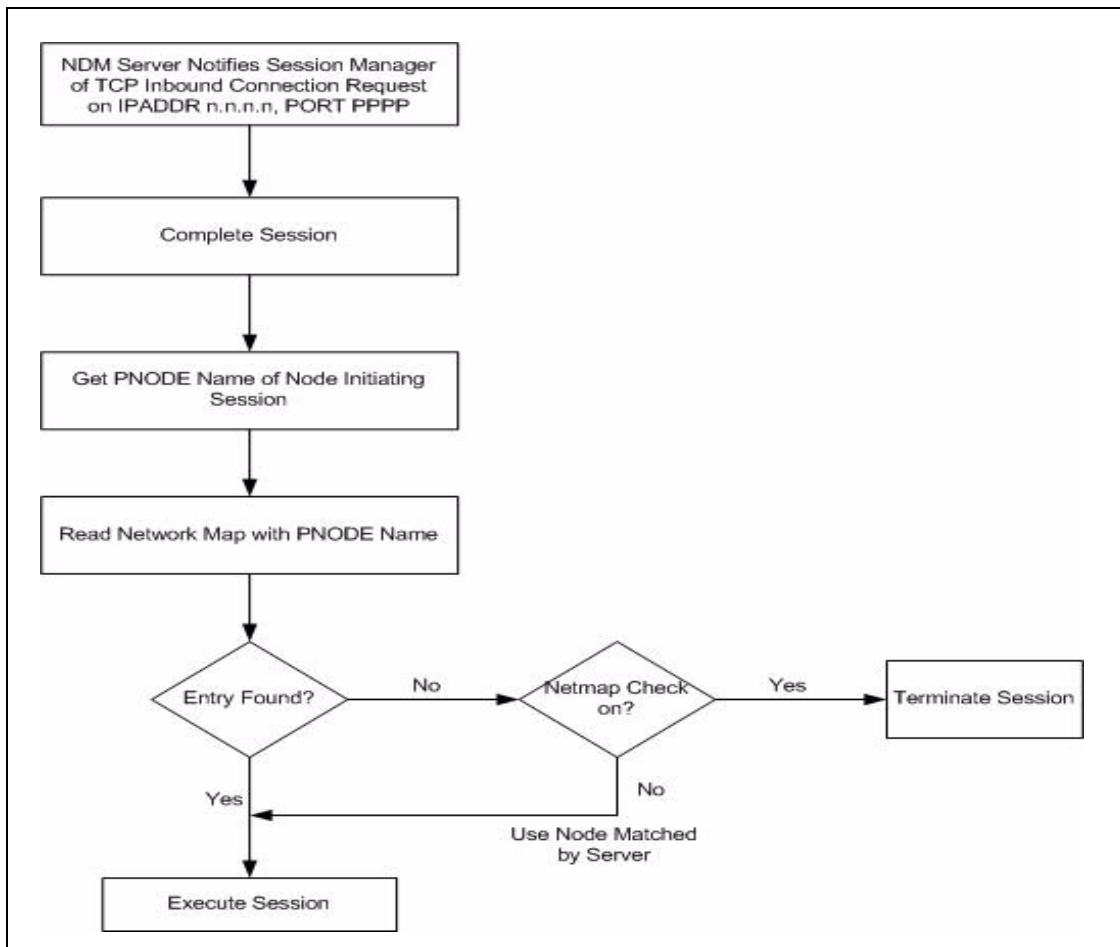 NDM Server Notifies Session Manager
of TCP Inbound Connection Request
on IPADDR n.n.n.n, PORT PPPP
Complete Session
Get PNODE Name of Node Initiating
Session
Read Network Map with PNODE Name
Entry Found?
No
Netmap Check
on?
Yes
Terminate Session
Yes
No
Use Node Matched
by Server
Execute Session